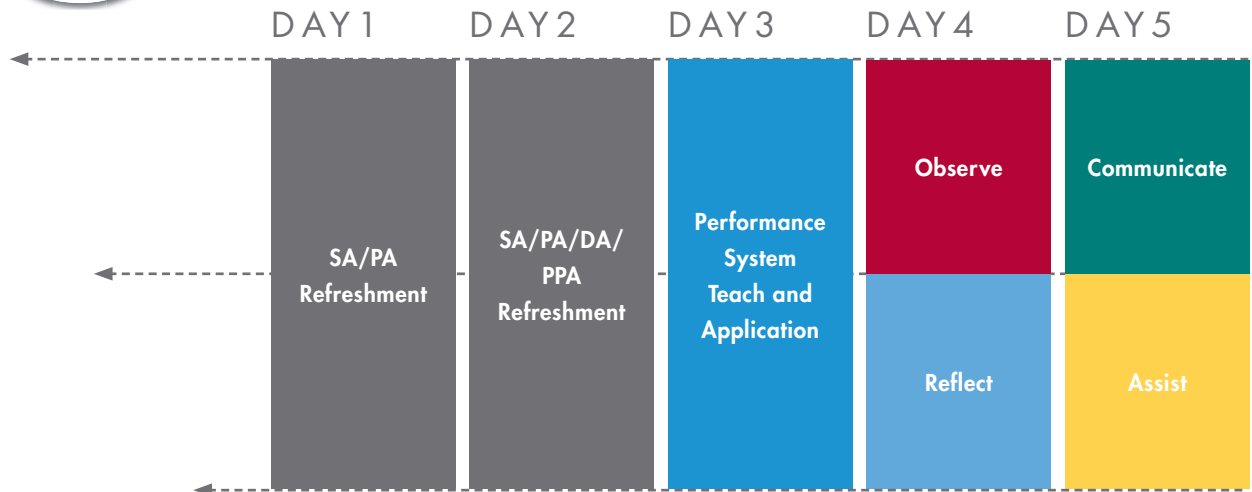 DAY1 DAY2 DAY3 DAY4 DAY5
SA/PA
Refreshment
SA/PA/DA/
PPA
Refreshment
Performance
System
Teach and
Application
Observe
Reflect
Communicate
Assist